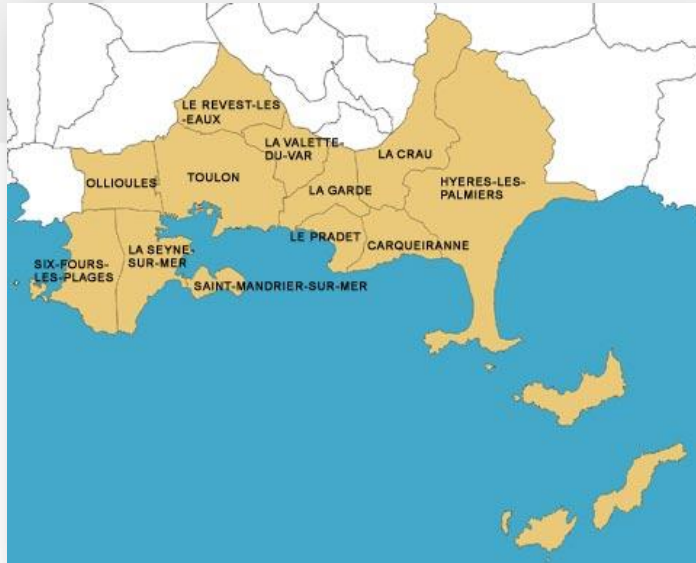 LE REVEST-LES
-EAUX
LA VALETTE-
DU-VAR
LA CRAU
OLLIOULES
TOULON
LA GARDE
HYERES-LES-
PALMIERS
LE PRADET
CARQUEIRANNE
LA SEYNE-
SUR-MER
SIX-FOURS-
LES-PLAGES
SAINT-MANDRIER-SUR-MER